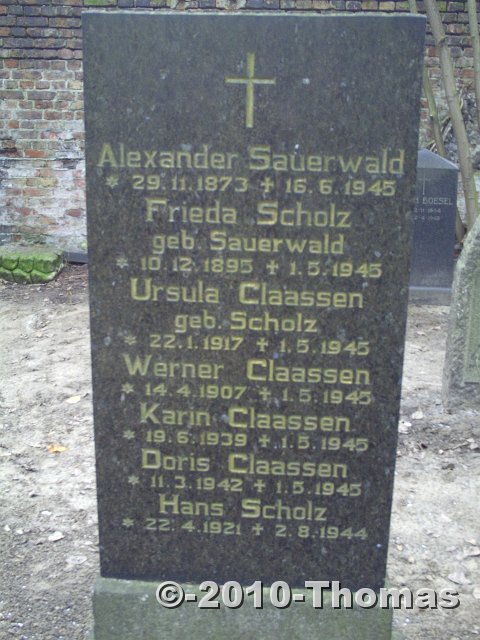 Alexander Sauerwald
* 29.11.1873 + 16.6.1945
Frieda Scholz
geb. Sauerwald
* 10.12.1895 + 1.5.1945
Ursula Claassen
geb. Scholz
* 22.1.1917 + 1.5.1945
Werner Claassen
* 14.4.1907 + 1.5.1945
Karin Claassen
* 19.6.1939 + 1.5.1945
Doris Claassen
* 11.3.1942 + 1.5.1945
Hans Scholz
* 22.4.1921 + 2.8.1944
BOESEL
©-2010-Thomas